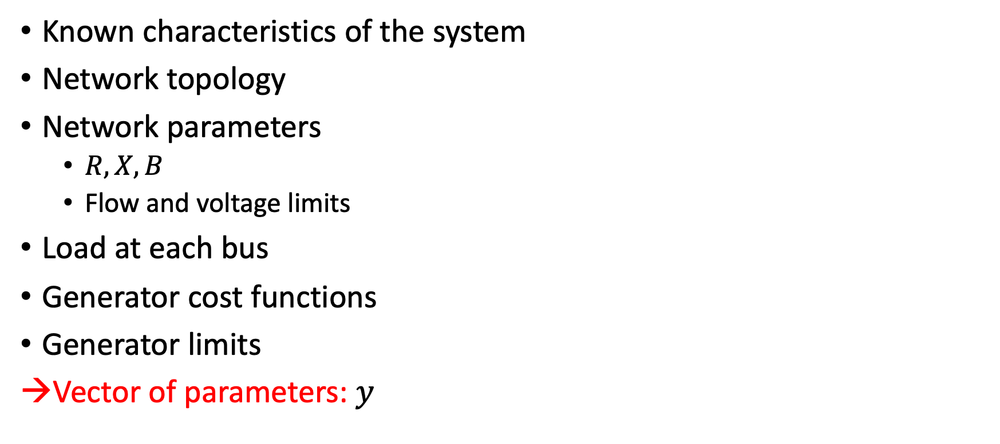 • Known characteristics of the system
• Network topology
• Network parameters
• R, X, B
• Flow and voltage limits
• Load at each bus
• Generator cost functions
• Generator limits
→Vector of parameters: y